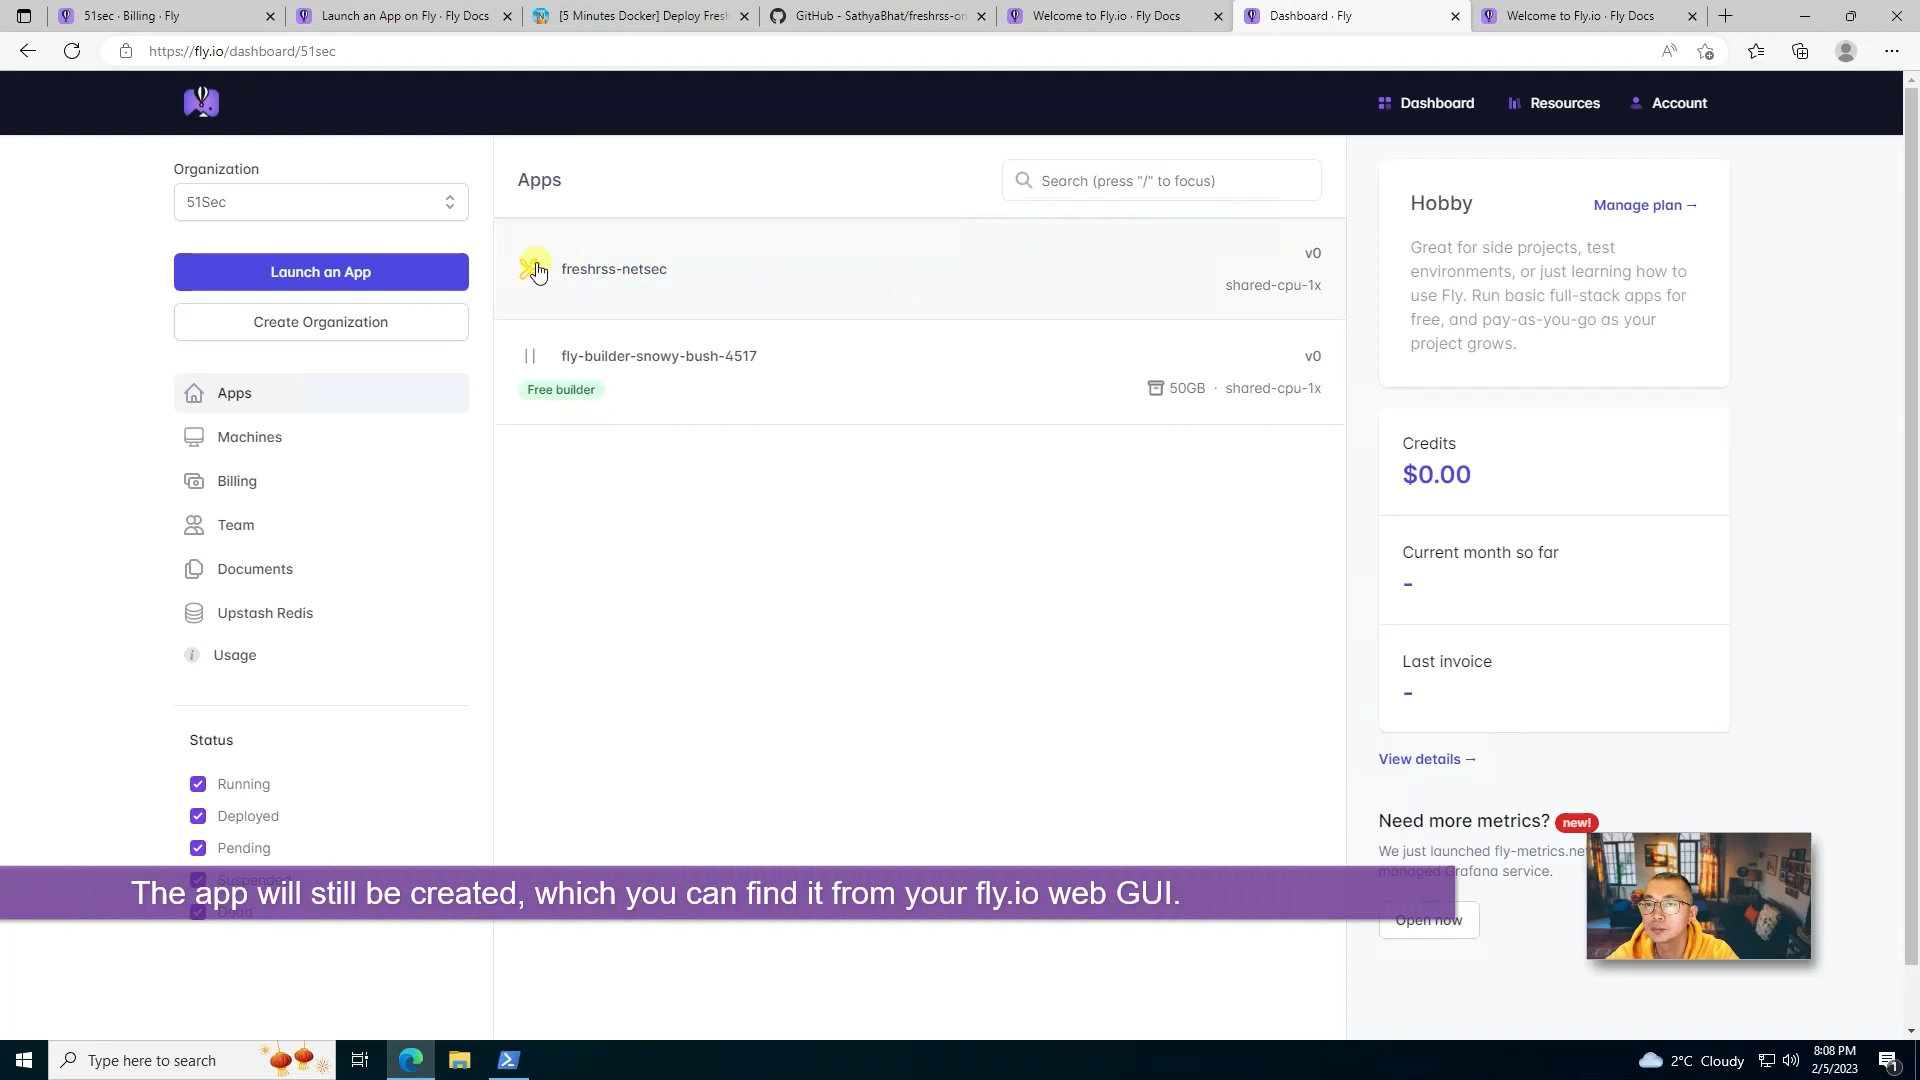 51sec · Billing · Fly
Launch an App on Fly · Fly Docs
[5 Minutes Docker] Deploy Fresh
GitHub - SathyaBhat/freshrss-on
Welcome to Fly.io · Fly Docs
Dashboard · Fly
Welcome to Fly.io · Fly Docs
https://fly.io/dashboard/51sec
Dashboard
Resources
Account
Organization
51Sec
Launch an App
Create Organization
Apps
Machines
Billing
Team
Documents
Upstash Redis
Usage
Status
Running
Deployed
Pending
Suspended
Dead
Apps
Search (press "/" to focus)
freshrss-netsec
v0
shared-cpu-1x
fly-builder-snowy-bush-4517
v0
Free builder
50GB · shared-cpu-1x
Hobby
Manage plan →
Great for side projects, test
environments, or just learning how to
use Fly. Run basic full-stack apps for
free, and pay-as-you-go as your
project grows.
Credits
$0.00
Current month so far
-
Last invoice
-
View details →
Need more metrics? new!
We just launched fly-metrics.net
managed Grafana service.
Open now
The app will still be created, which you can find it from your fly.io web GUI.
Type here to search
2°C Cloudy
8:08 PM
2/5/2023
1